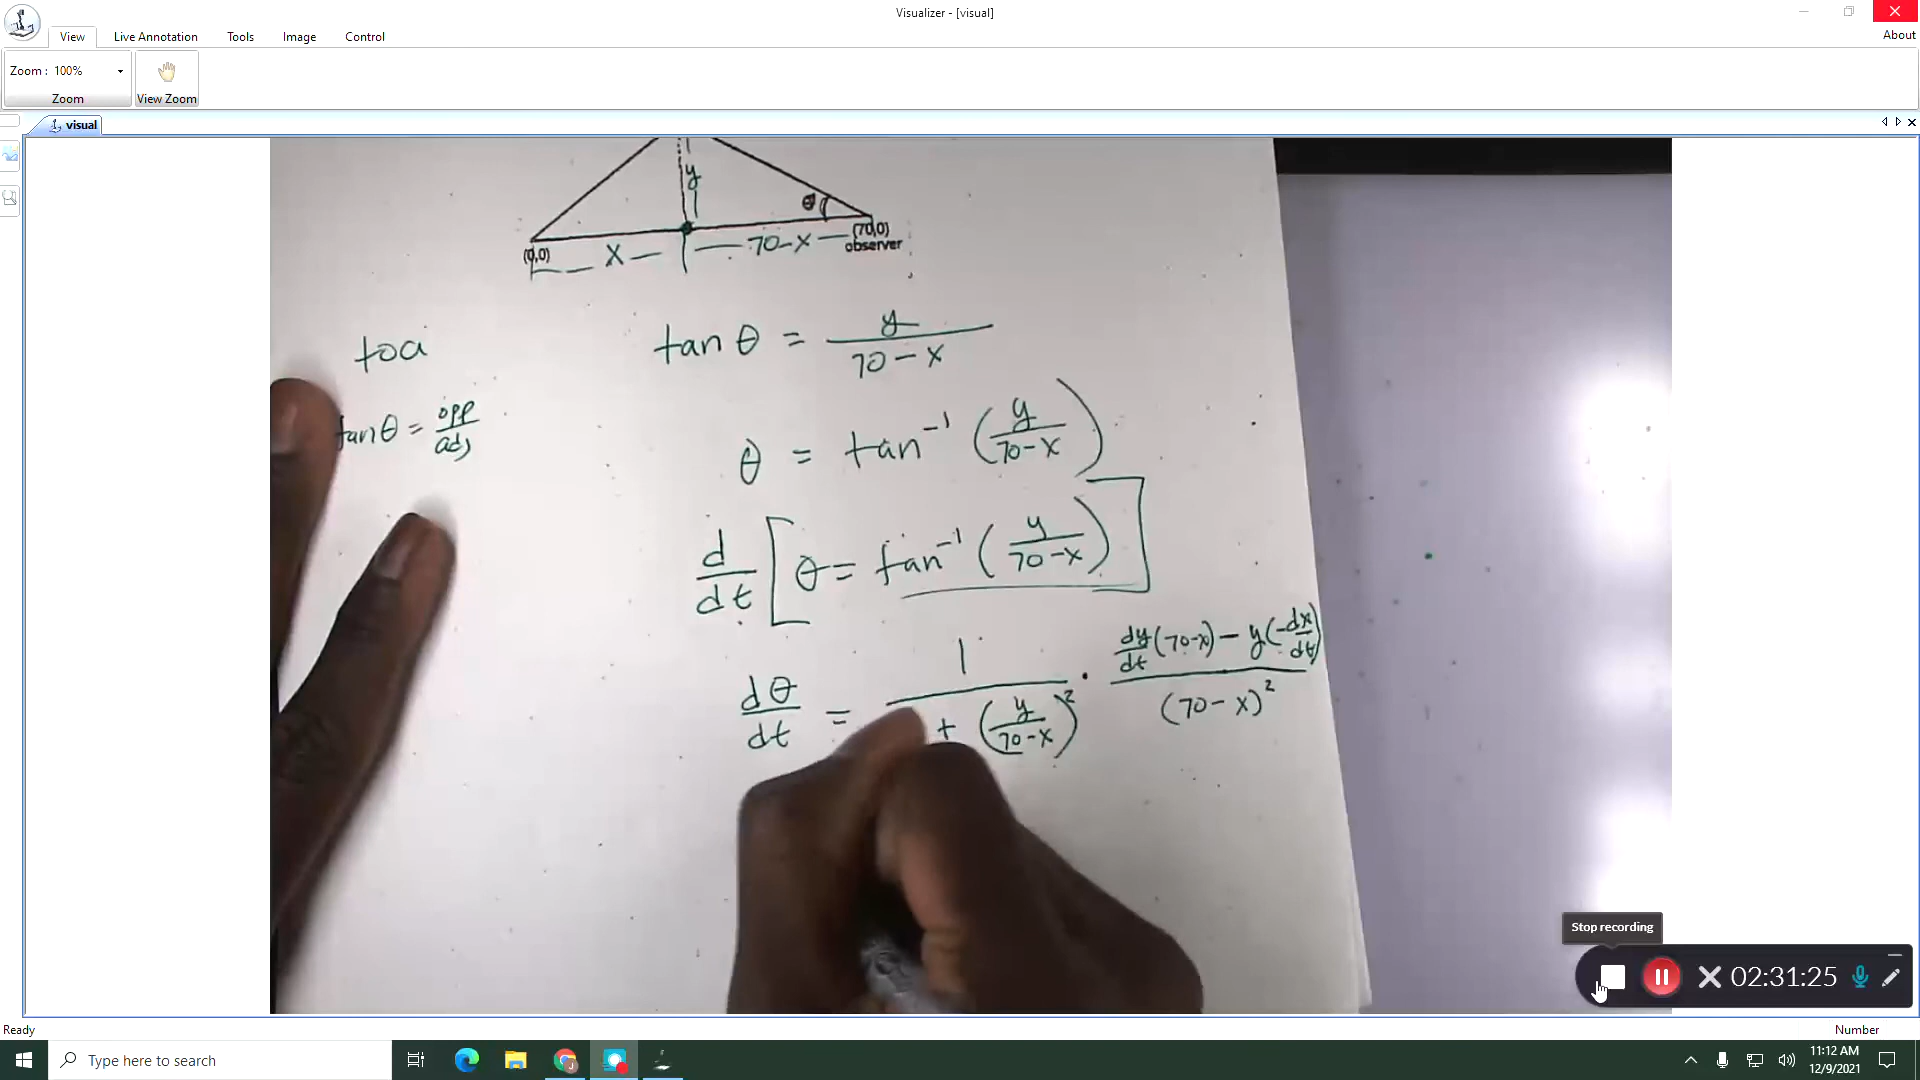 Visualizer - [visual]
View Live Annotation Tools Image Control About
Zoom : 100%
Zoom View Zoom
visual
y
θ
(0,0) X 70-X (70,0)
observer
toa
tan θ = y / 70 - x
tan θ = opp / adj
θ = tan⁻¹ (y / 70-x)
d/dt [θ = tan⁻¹ (y / 70-x)]
dθ/dt = 1 / + (y / 70-x)² · dy/dt (70-x) - y(-dx/dt) / (70-x)²
Stop recording
02:31:25
Ready Number
Type here to search
11:12 AM
12/9/2021